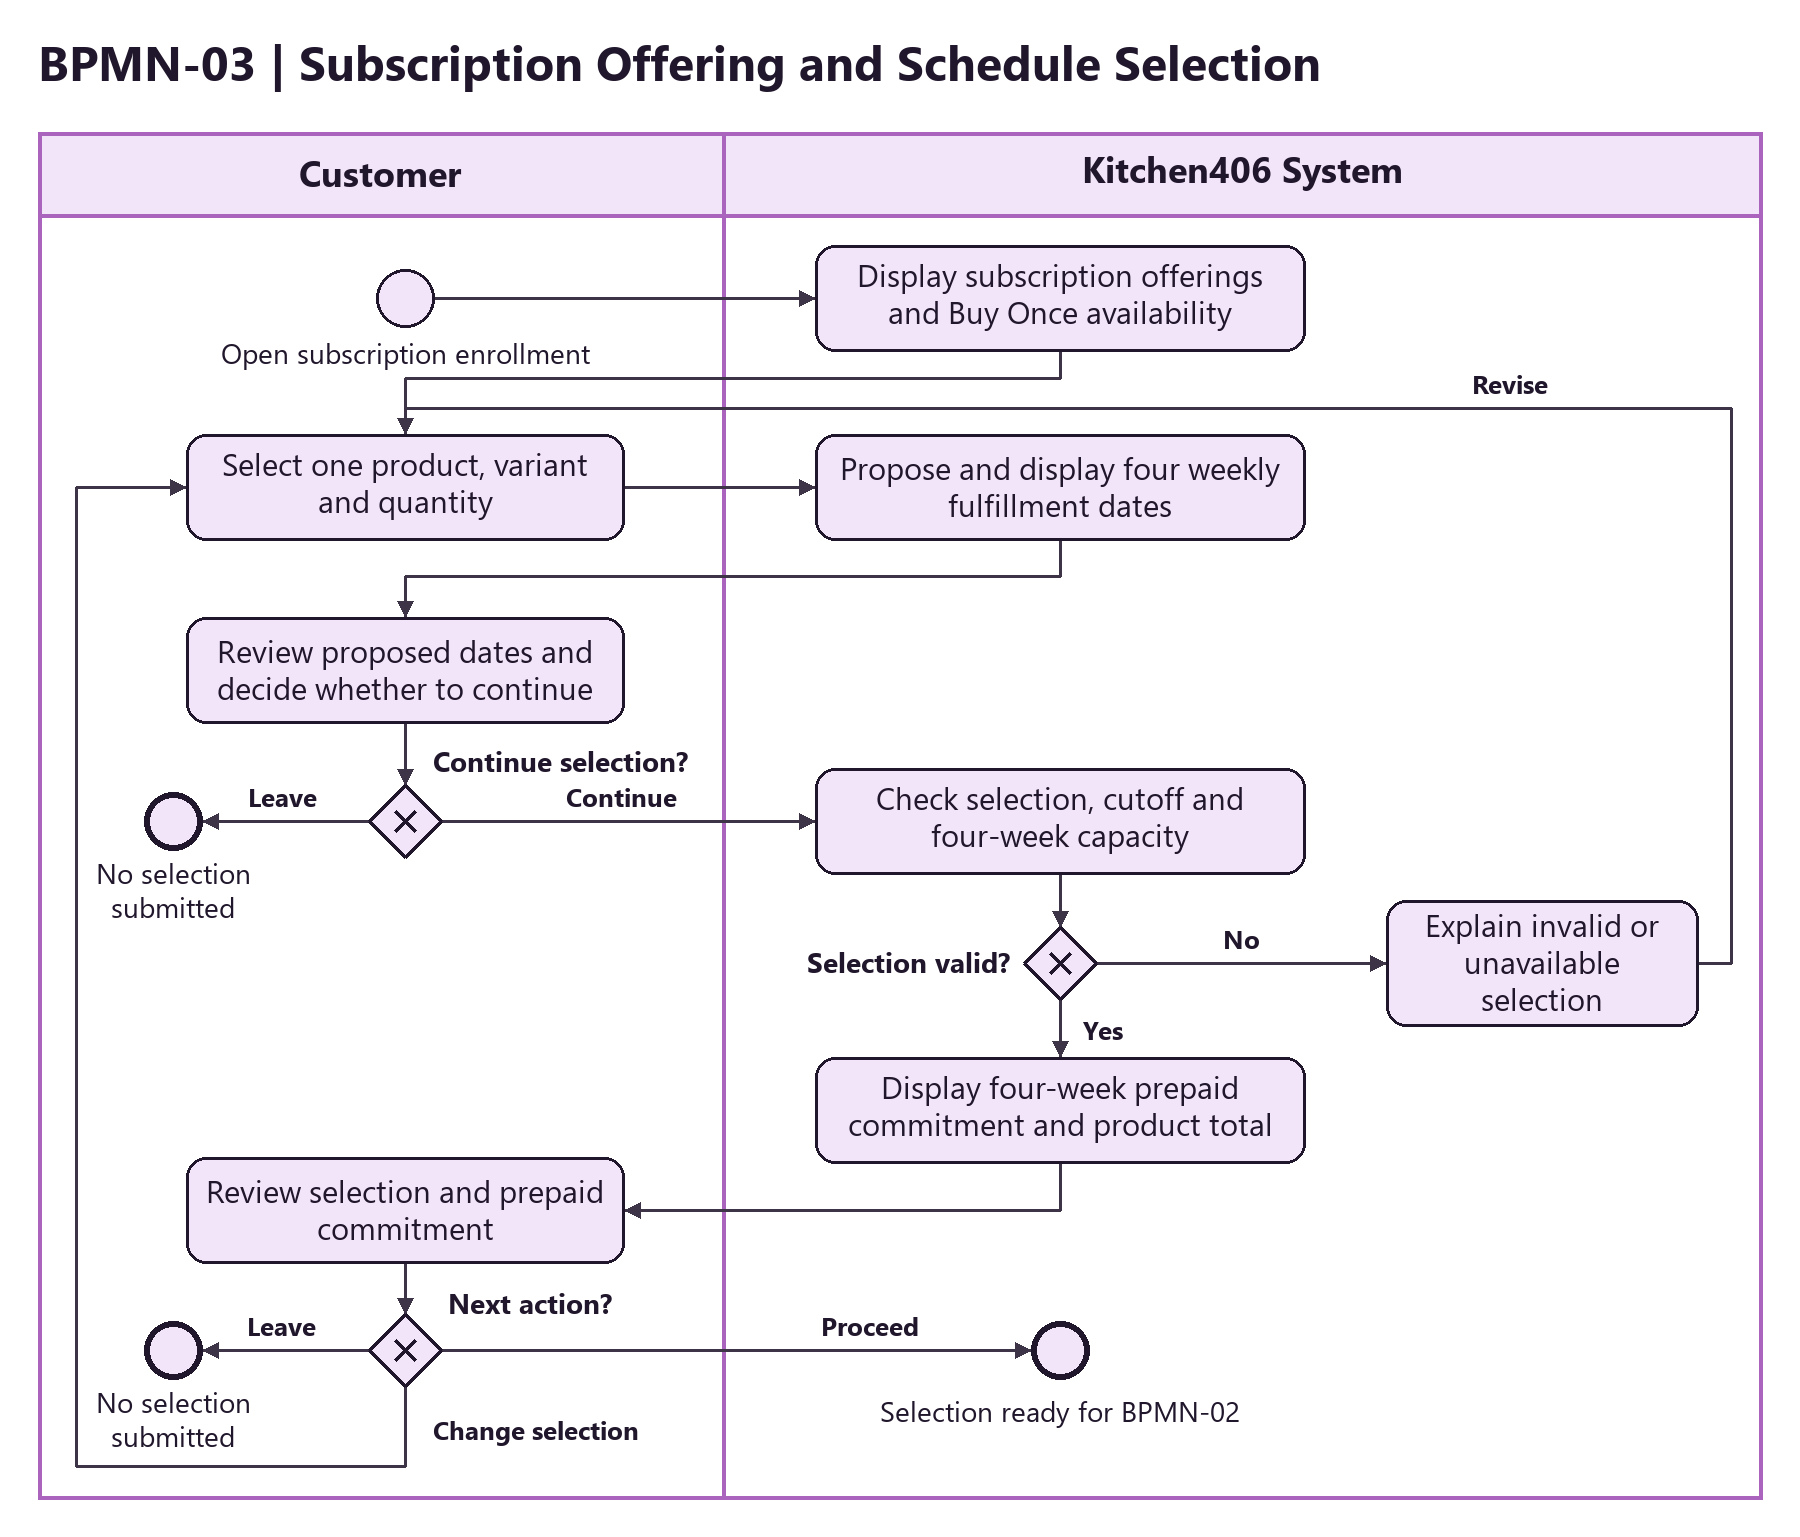 BPMN-03 | Subscription Offering and Schedule Selection
Customer
Kitchen406 System
Display subscription offerings
and Buy Once availability
Open subscription enrollment
Revise
Select one product, variant
and quantity
Propose and display four weekly
fulfillment dates
Review proposed dates and
decide whether to continue
Continue selection?
Leave
Continue
Check selection, cutoff and
four-week capacity
No selection
submitted
Selection valid?
No
Explain invalid or
unavailable
selection
Yes
Display four-week prepaid
commitment and product total
Review selection and prepaid
commitment
Next action?
Leave
Proceed
No selection
submitted
Selection ready for BPMN-02
Change selection